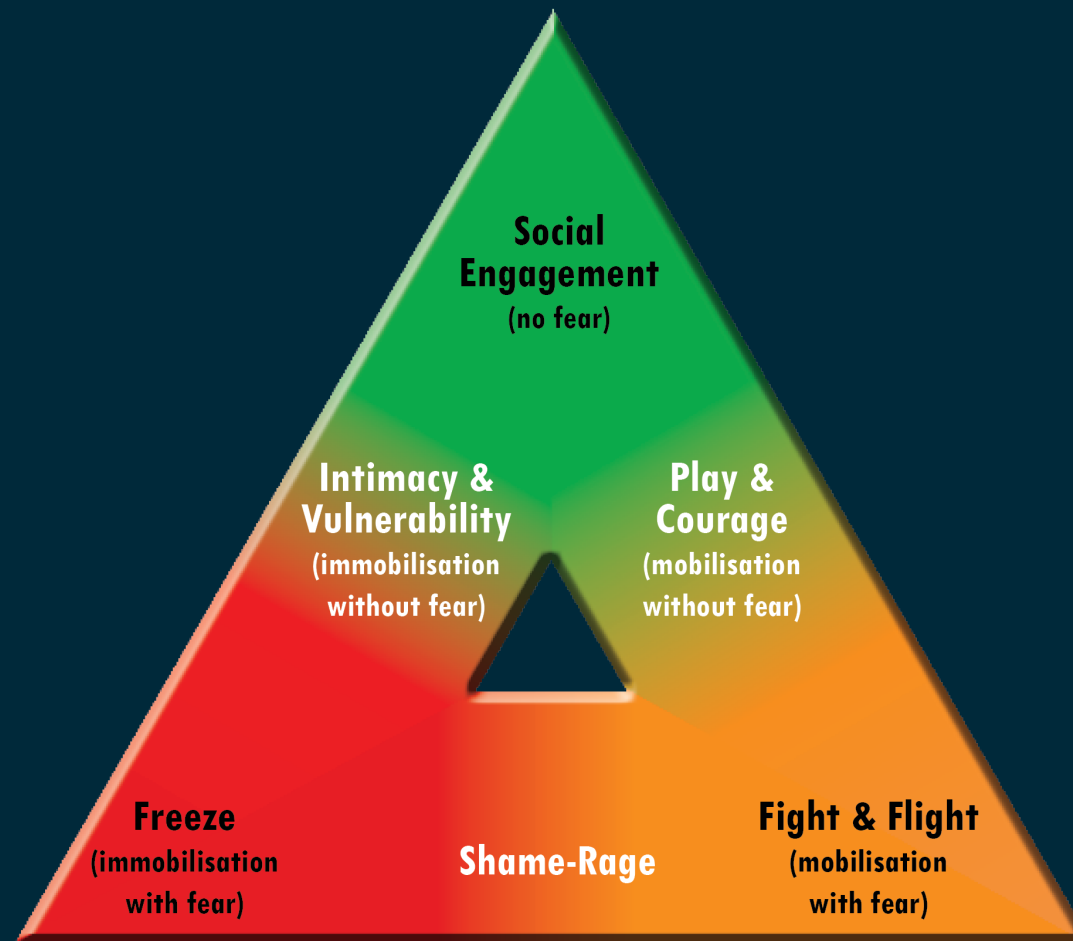 Social
Engagement
(no fear)
Intimacy &
Vulnerability
(immobilisation
without fear)
Play &
Courage
(mobilisation
without fear)
Freeze
(immobilisation
with fear)
Shame-Rage
Fight & Flight
(mobilisation
with fear)